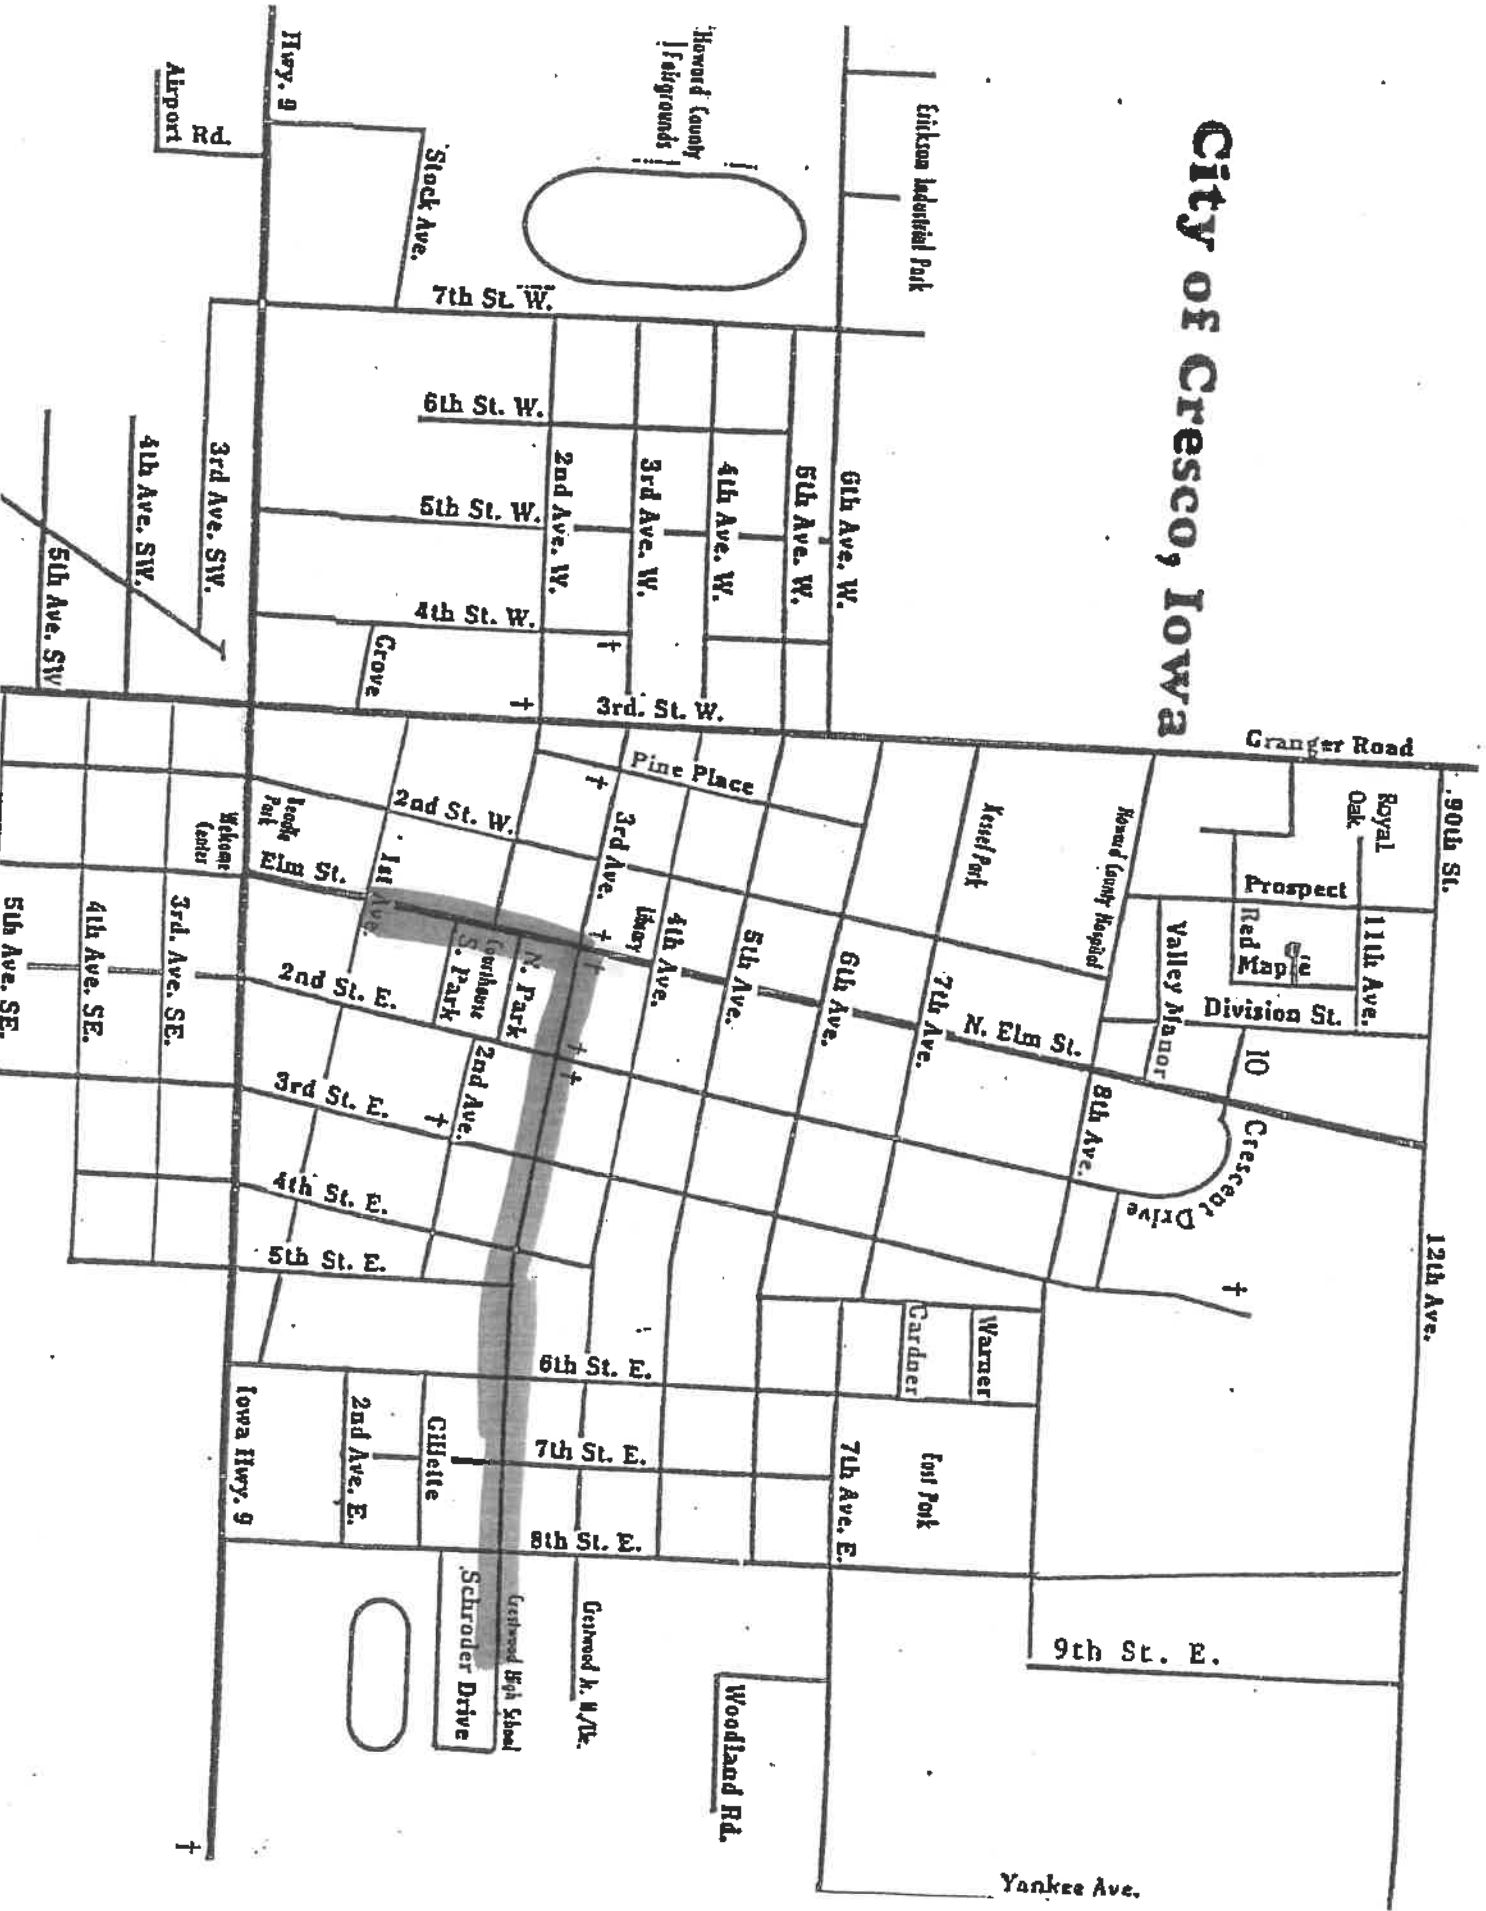 City of Cresco, Iowa
Granger Road
90th St.
Royal
Oak
Prospect
11th Ave.
Red
Maple
Valley Manor
Division St.
10
Crescent Drive
12th Ave.
Howard County Hospital
Kessel Park
N. Elm St.
8th Ave.
7th Ave.
6th Ave.
5th Ave.
4th Ave.
Library
3rd Ave.
Pine Place
Erickson Industrial Park
Howard County
Fairgrounds
Hwy. 9
Airport Rd.
Stock Ave.
7th St. W.
6th St. W.
5th St. W.
4th St. W.
3rd. St. W.
2nd St. W.
6th Ave. W.
5th Ave. W.
4th Ave. W.
3rd Ave. W.
2nd Ave. W.
Grove
3rd Ave. SW.
4th Ave. SW.
5th Ave. SW
Beadle
Park
Welcome
Center
Elm St.
1st Ave.
N. Park
Courthouse
S. Park
2nd St. E.
2nd Ave.
3rd St. E.
4th St. E.
5th St. E.
3rd. Ave. SE.
4th Ave. SE.
5th Ave. SE.
6th St. E.
7th St. E.
8th St. E.
9th St. E.
Warner
Gardner
East Park
7th Ave. E.
Gillette
2nd Ave. E.
Iowa Hwy. 9
Crestwood High School
Schroder Drive
Woodland Rd.
Yankee Ave.